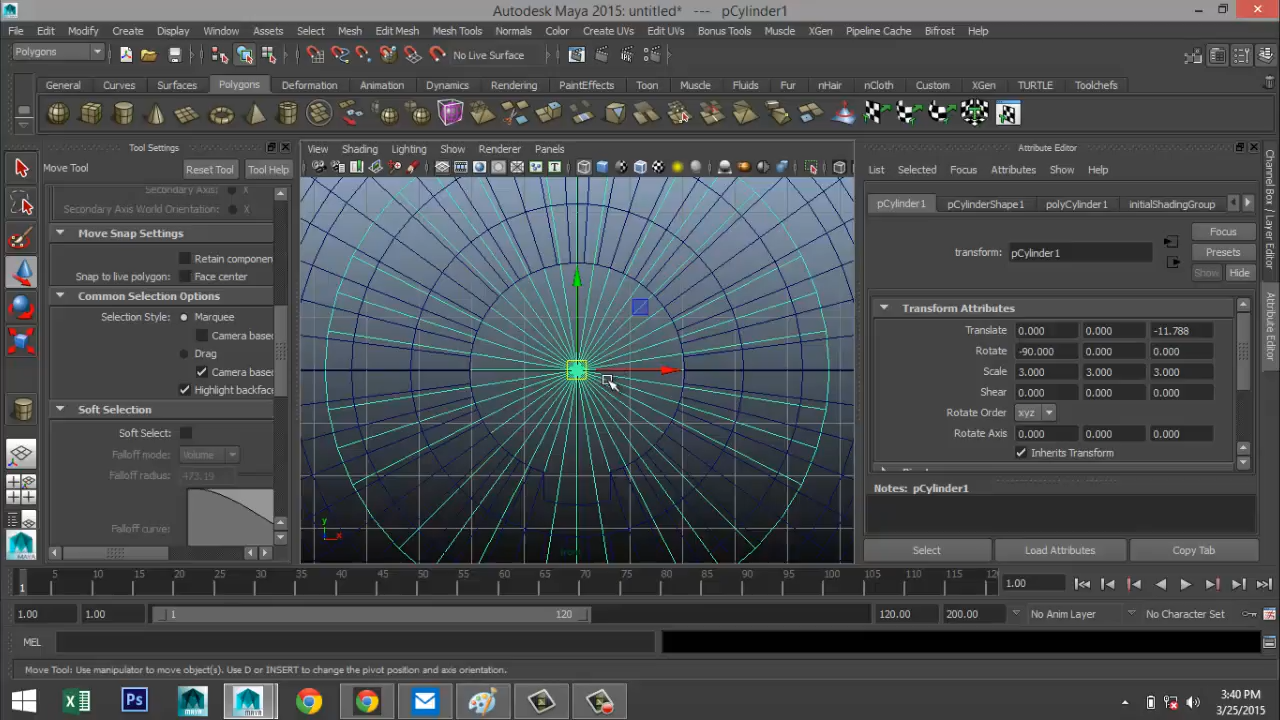 Autodesk Maya 2015: untitled* --- pCylinder1
File Edit Modify Create Display Window Assets Select Mesh Edit Mesh Mesh Tools Normals Color Create UVs Edit UVs Bonus Tools Muscle XGen Pipeline Cache Bifrost Help
Polygons No Live Surface
General Curves Surfaces Polygons Deformation Animation Dynamics Rendering PaintEffects Toon Muscle Fluids Fur nHair nCloth Custom XGen TURTLE Toolchefs
Tool Settings
Move Tool Reset Tool Tool Help
Secondary Axis: X
Secondary Axis World Orientation: X
Move Snap Settings
Retain componen
Snap to live polygon: Face center
Common Selection Options
Selection Style: Marquee
Camera base
Drag
Camera base
Highlight backface
Soft Selection
Soft Select:
Falloff mode: Volume
Falloff radius: 473.19
Falloff curve:
View Shading Lighting Show Renderer Panels
y
x
Attribute Editor
List Selected Focus Attributes Show Help
pCylinder1 pCylinderShape1 polyCylinder1 initialShadingGroup
Focus
transform: pCylinder1
Presets
Show Hide
Transform Attributes
Translate 0.000 0.000 -11.788
Rotate -90.000 0.000 0.000
Scale 3.000 3.000 3.000
Shear 0.000 0.000 0.000
Rotate Order xyz
Rotate Axis 0.000 0.000 0.000
Inherits Transform
Notes: pCylinder1
Select Load Attributes Copy Tab
Channel Box / Layer Editor
Attribute Editor
1 5 10 15 20 25 30 35 40 45 50 55 60 65 70 75 80 85 90 95 100 105 110 115 12 1.00
1.00 1.00 1 120 120.00 200.00 No Anim Layer No Character Set
MEL
Move Tool: Use manipulator to move object(s). Use D or INSERT to change the pivot position and axis orientation.
Ps MAYA
3:40 PM
3/25/2015